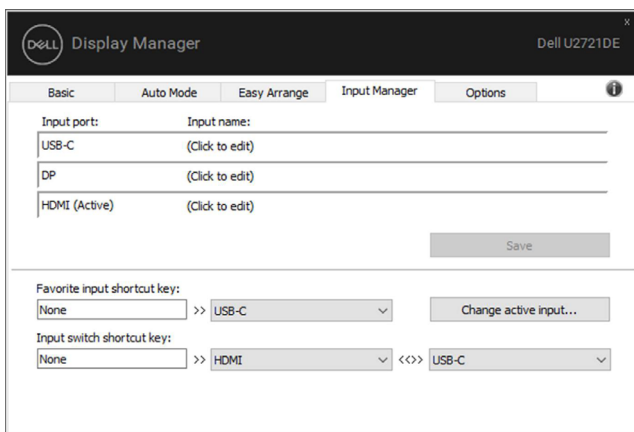 x
DELL Display Manager Dell U2721DE
Basic Auto Mode Easy Arrange Input Manager Options i
Input port: Input name:
USB-C (Click to edit)
DP (Click to edit)
HDMI (Active) (Click to edit)
Save
Favorite input shortcut key:
None >> USB-C Change active input...
Input switch shortcut key:
None >> HDMI <<>> USB-C